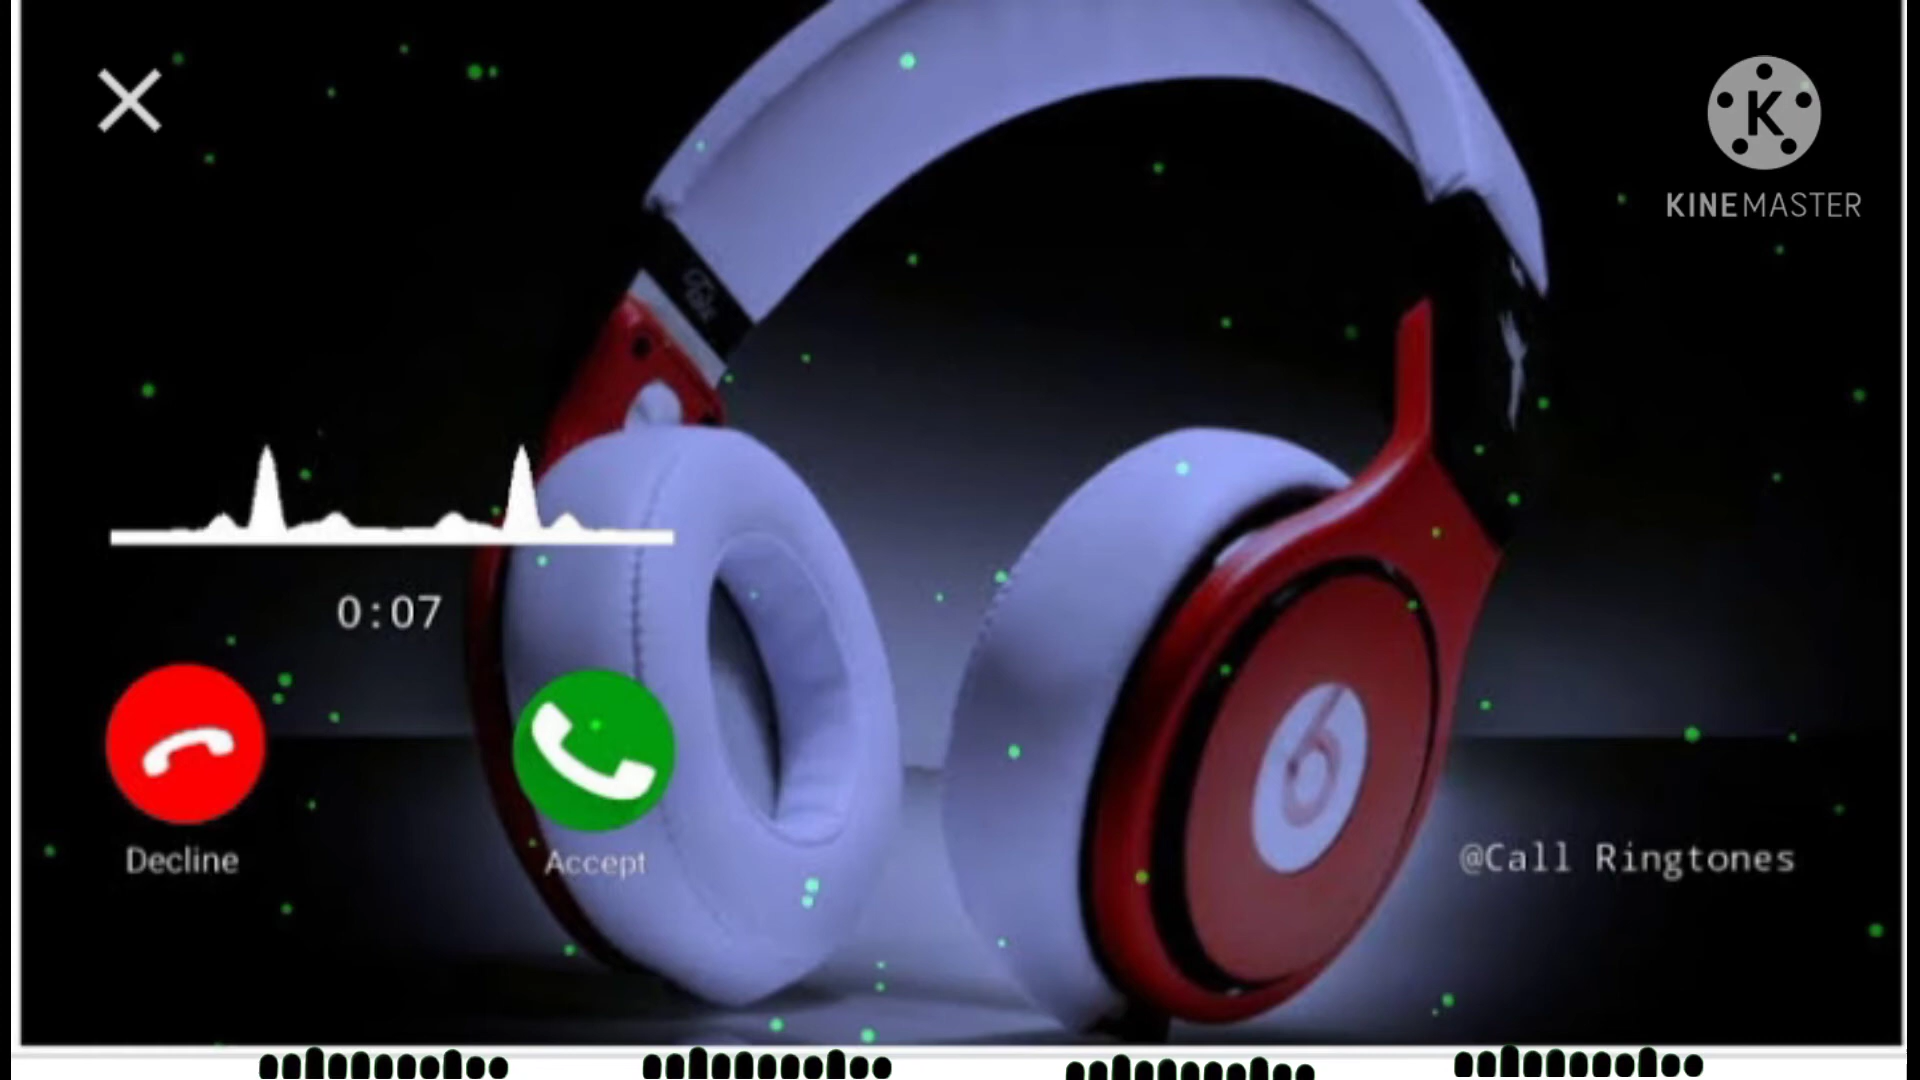 K
KINEMASTER
0:07
Decline
Accept
@Call Ringtones